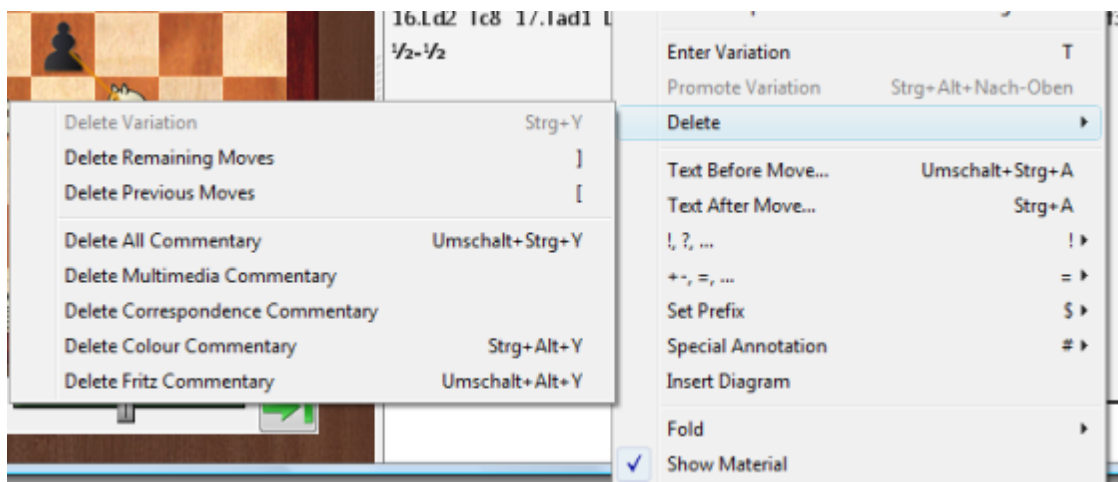 16.Ld2 Tc8 17.Tad1 L
½-½
Enter Variation T
Promote Variation Strg+Alt+Nach-Oben
Delete
Text Before Move... Umschalt+Strg+A
Text After Move... Strg+A
!, ?, ... !
+-, =, ... =
Set Prefix $
Special Annotation #
Insert Diagram
Fold
Show Material
Delete Variation Strg+Y
Delete Remaining Moves ]
Delete Previous Moves [
Delete All Commentary Umschalt+Strg+Y
Delete Multimedia Commentary
Delete Correspondence Commentary
Delete Colour Commentary Strg+Alt+Y
Delete Fritz Commentary Umschalt+Alt+Y